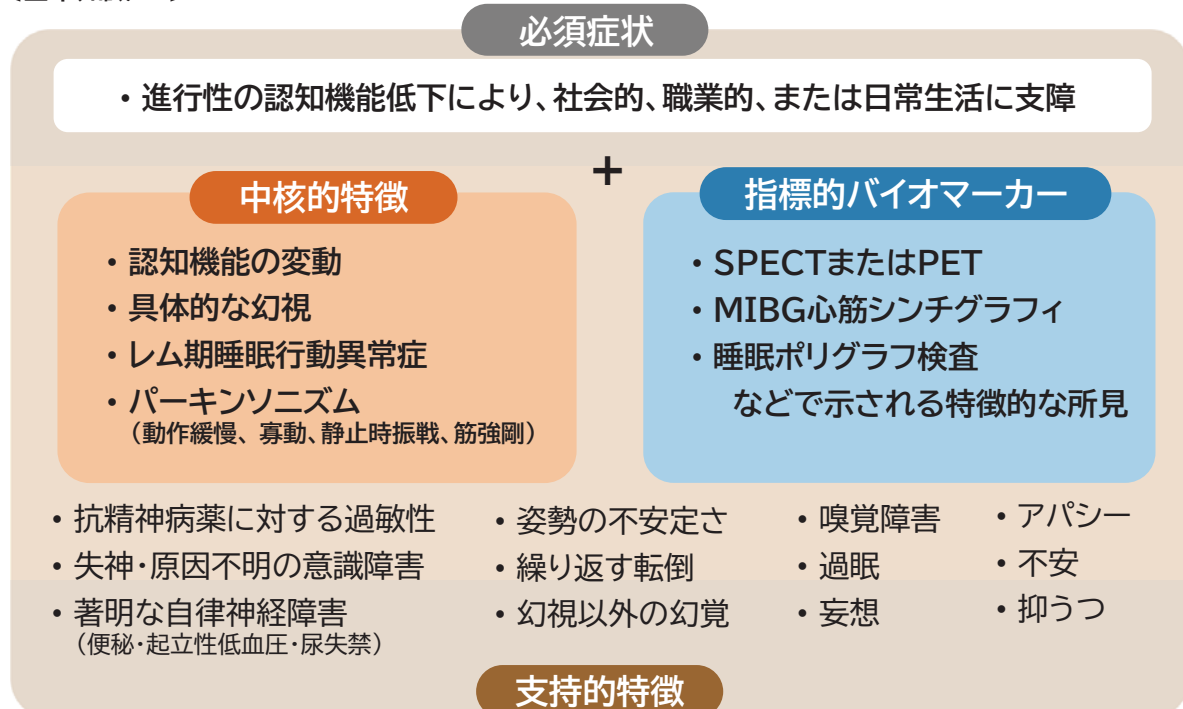 必須症状
・進行性の認知機能低下により、社会的、職業的、または日常生活に支障
+
中核的特徴
・認知機能の変動
・具体的な幻視
・レム期睡眠行動異常症
・パーキンソニズム
（動作緩慢、寡動、静止時振戦、筋強剛）
指標的バイオマーカー
・SPECTまたはPET
・MIBG心筋シンチグラフィ
・睡眠ポリグラフ検査
などで示される特徴的な所見
・抗精神病薬に対する過敏性
・失神・原因不明の意識障害
・著明な自律神経障害
（便秘・起立性低血圧・尿失禁）
・姿勢の不安定さ
・繰り返す転倒
・幻視以外の幻覚
・嗅覚障害
・過眠
・妄想
・アパシー
・不安
・抑うつ
支持的特徴